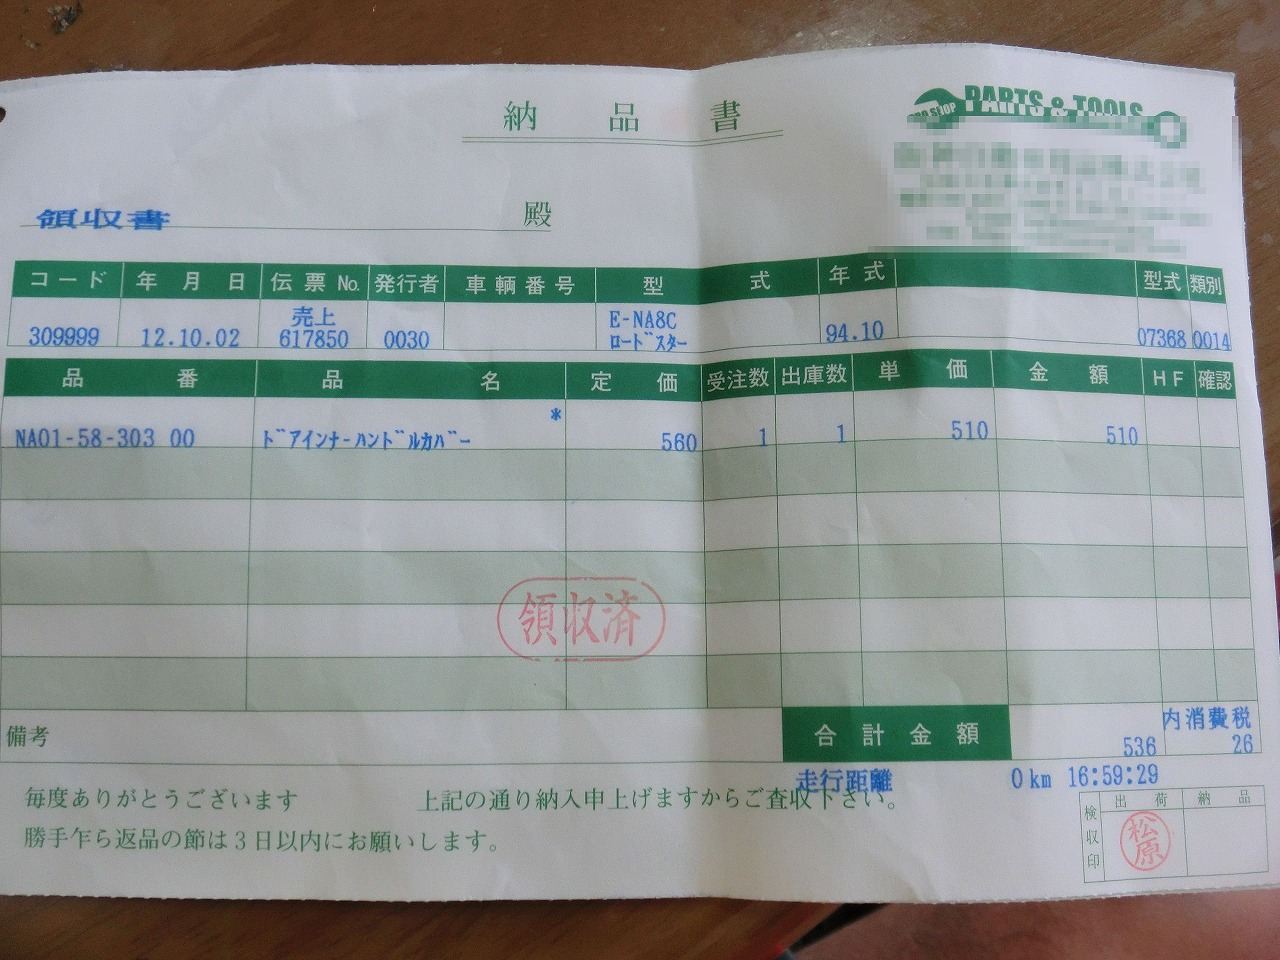 納品書
PRO SHOP PARTS & TOOLS
領収書 殿
コード 年月日 伝票No. 発行者 車輌番号 型式 年式 型式 類別
売上 E-NA8C
309999 12.10.02 617850 0030 ﾛｰﾄﾞｽﾀｰ 94.10 07368 0014
品番 品名 定価 受注数 出庫数 単価 金額 HF 確認
*
NA01-58-303 00 ﾄﾞｱｲﾝﾅｰﾊﾝﾄﾞﾙｶﾊﾞｰ 560 1 1 510 510
領収済
備考 合計金額 536 内消費税 26
走行距離 0km 16:59:29
毎度ありがとうございます 上記の通り納入申上げますからご査収下さい。
勝手乍ら返品の節は3日以内にお願いします。
検収印 出荷 納品
松原